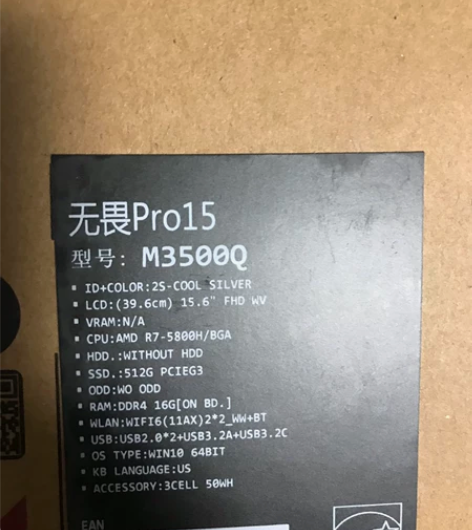 无畏Pro15
型号: M3500Q
▪ ID+COLOR:2S-COOL SILVER
▪ LCD:(39.6cm) 15.6" FHD WV
▪ VRAM:N/A
▪ CPU:AMD R7-5800H/BGA
▪ HDD.:WITHOUT HDD
▪ SSD.:512G PCIEG3
▪ ODD:WO ODD
▪ RAM:DDR4 16G[ON BD.]
▪ WLAN:WIFI6(11AX)2*2_WW+BT
▪ USB:USB2.0*2+USB3.2A+USB3.2C
▪ OS TYPE:WIN10 64BIT
▪ KB LANGUAGE:US
▪ ACCESSORY:3CELL 50WH
EAN